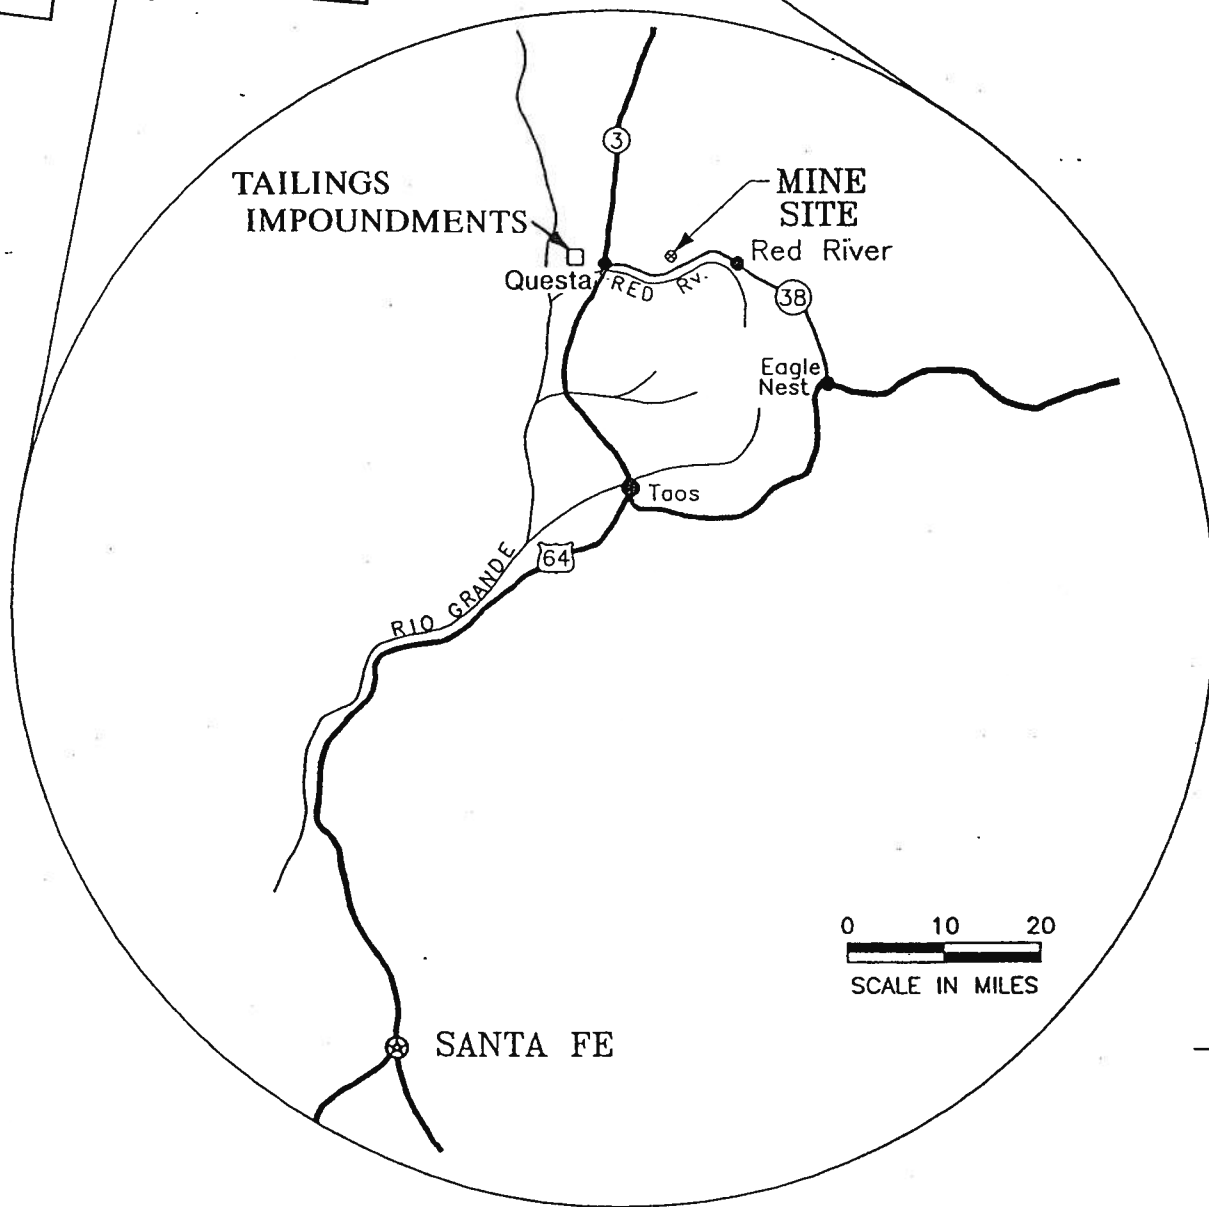 3
TAILINGS
IMPOUNDMENTS
MINE
SITE
Red River
Questa
RED Rv.
38
Eagle
Nest
Taos
64
RIO GRANDE
0 10 20
SCALE IN MILES
SANTA FE